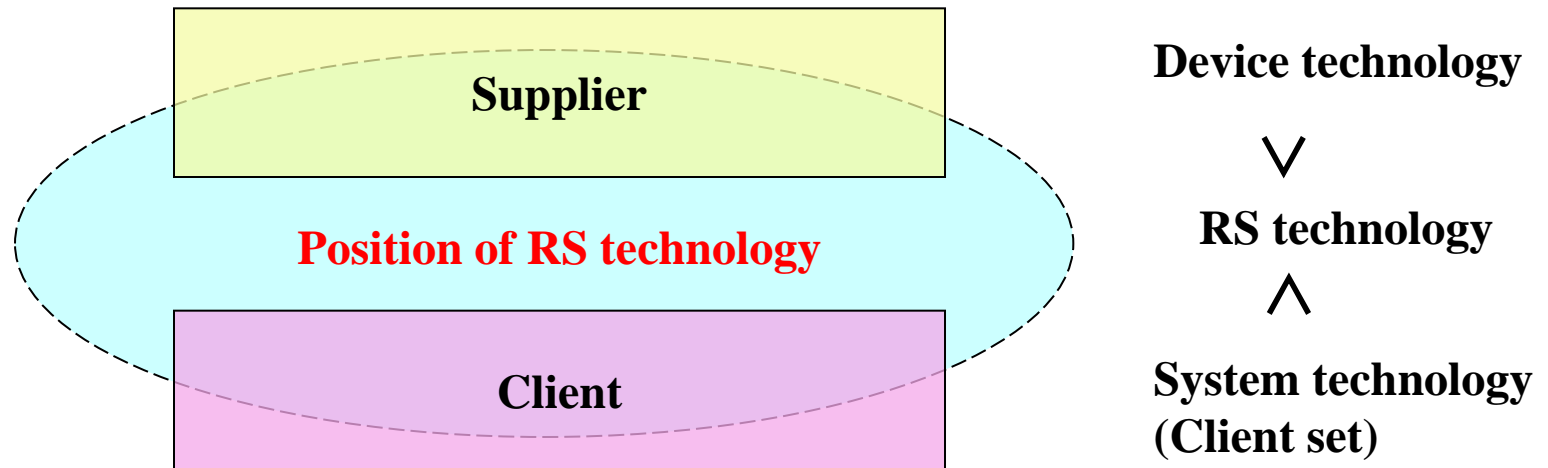 Supplier
Position of RS technology
Client
Device technology
RS technology
System technology
(Client set)